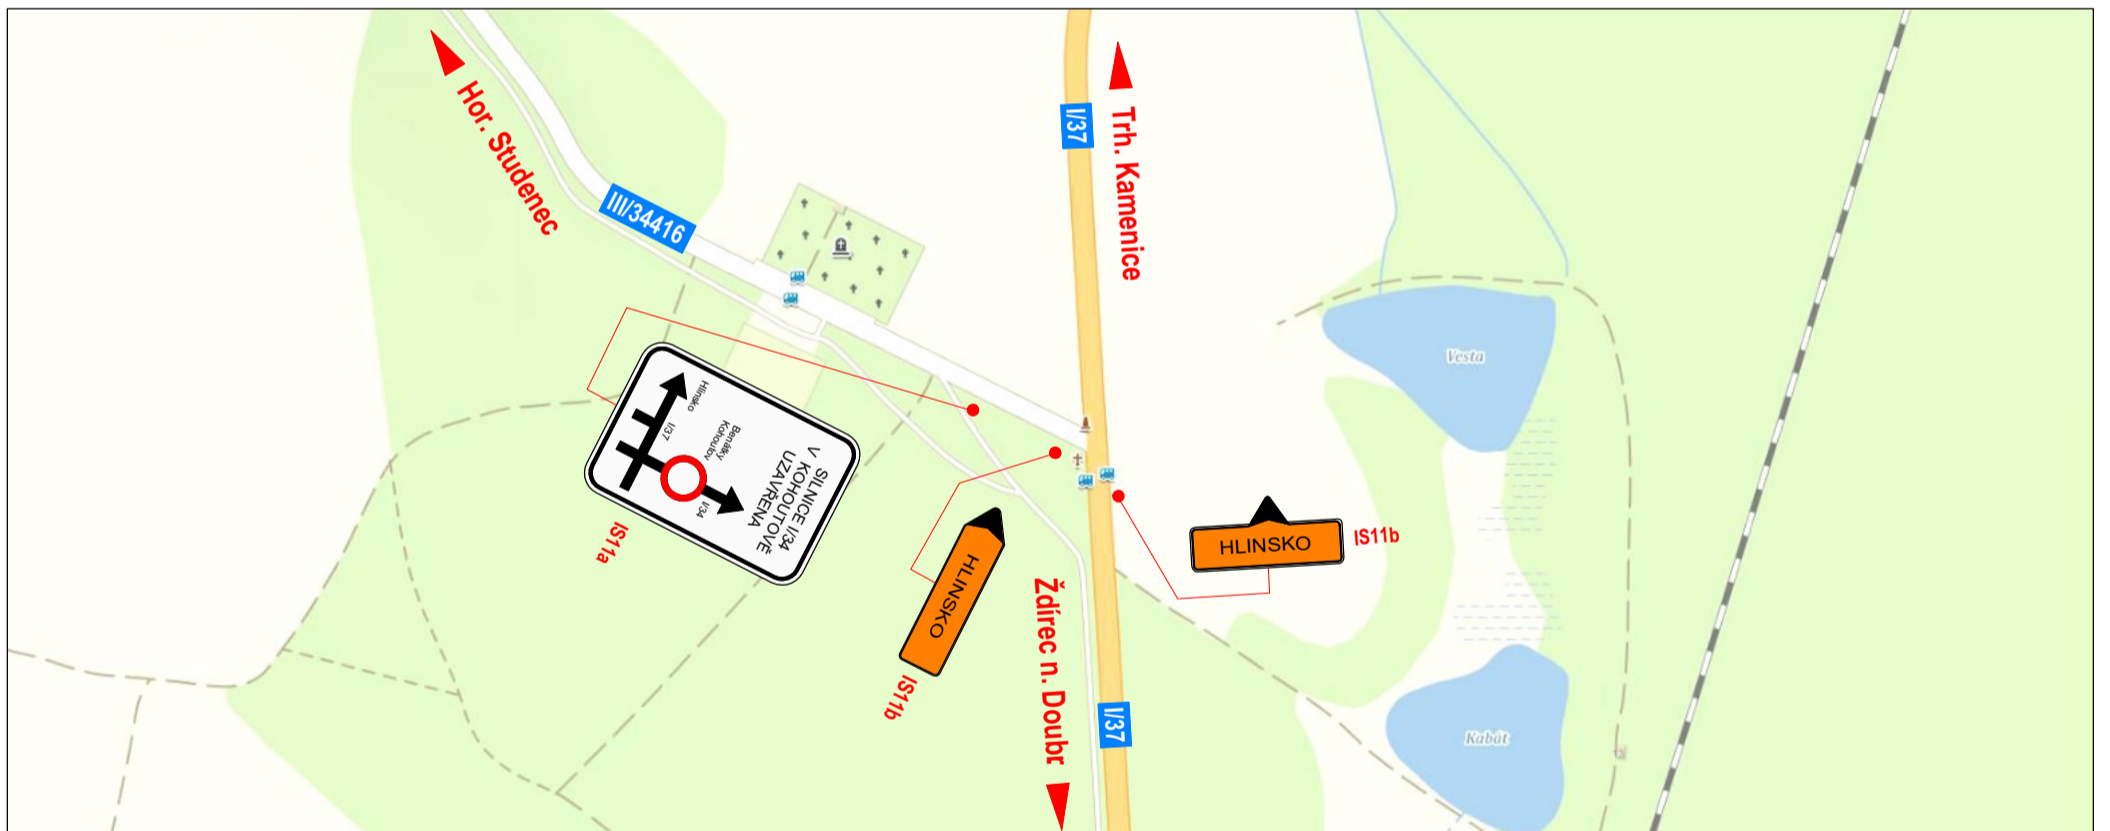 Hor. Studenec
III/34416
I/37
Trh. Kamenice
Vesta
Hlinsko
I/37
Benátky
Kohoutov
I/34
SILNICE I/34
V KOHOUTOVĚ
UZAVŘENA
IS11a
HLINSKO
IS11b
HLINSKO
IS11b
Ždírec n. Doubr
I/37
Kabát